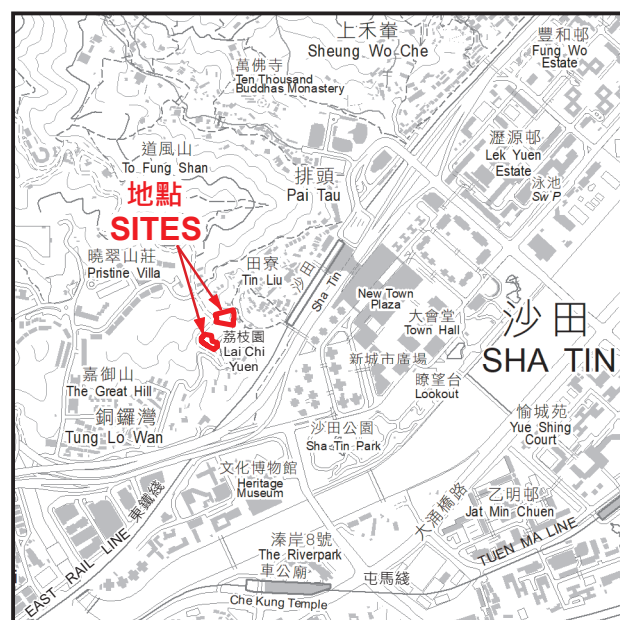 上禾輋
Sheung Wo Che
豐和邨
Fung Wo
Estate
萬佛寺
Ten Thousand
Buddhas Monastery
瀝源邨
Lek Yuen
Estate
道風山
To Fung Shan
排頭
Pai Tau
泳池
Sw P
地點
SITES
曉翠山莊
Pristine Villa
田寮
Tin Liu
沙田
Sha Tin
New Town
Plaza
大會堂
Town Hall
沙田
SHA TIN
荔枝園
Lai Chi
Yuen
新城市廣場
瞭望台
Lookout
嘉御山
The Great Hill
銅鑼灣
Tung Lo Wan
沙田公園
Sha Tin Park
愉城苑
Yue Shing
Court
文化博物館
Heritage
Museum
乙明邨
Jat Min Chuen
大涌橋路
東鐵綫
EAST RAIL LINE
溱岸8號
The Riverpark
車公廟
Che Kung Temple
屯馬綫
TUEN MA LINE